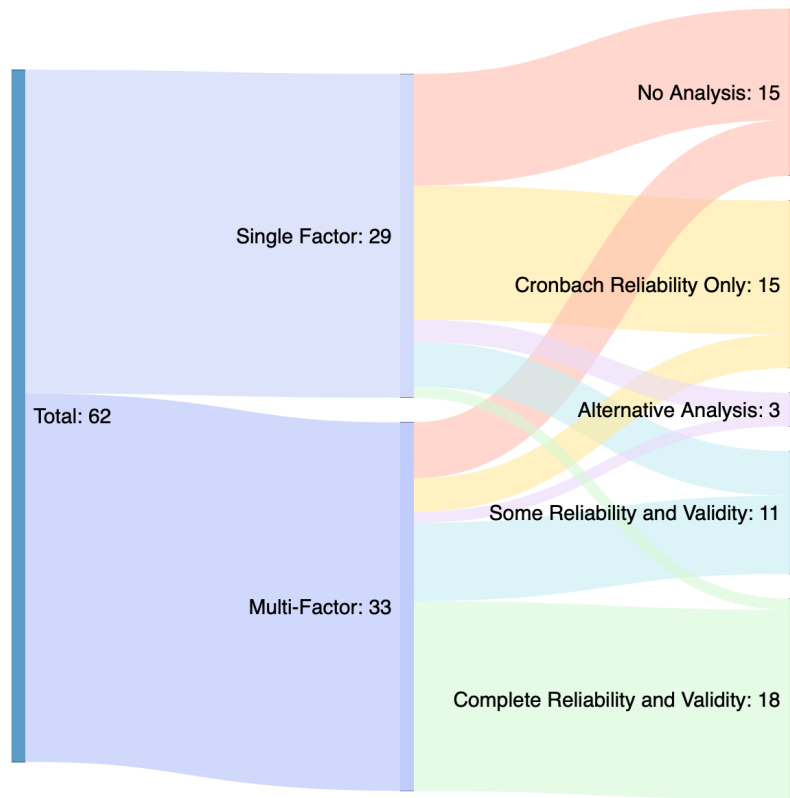 No Analysis: 15
Single Factor: 29
Cronbach Reliability Only: 15
Alternative Analysis: 3
Total: 62
Some Reliability and Validity: 11
Multi-Factor: 33
Complete Reliability and Validity: 18